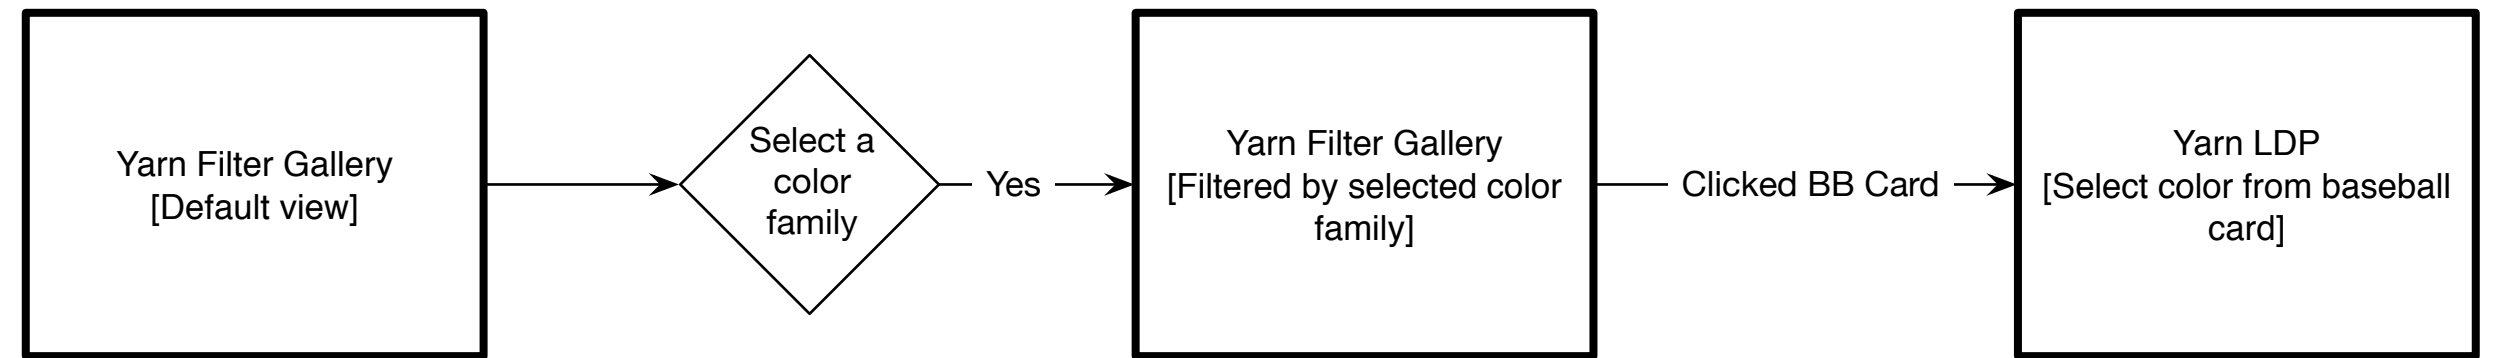 Yarn Filter Gallery
[Default view]
Select a
color
family
Yes
Yarn Filter Gallery
[Filtered by selected color
family]
Clicked BB Card
Yarn LDP
[Select color from baseball
card]